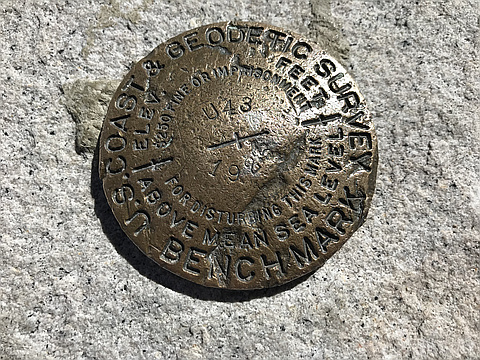 U.S. COAST & GEODETIC SURVEY
BENCH MARK
ELEV.
FEET
ABOVE MEAN SEA LEVEL
$250 FINE OR IMPRISONMENT
FOR DISTURBING THIS MARK
U43